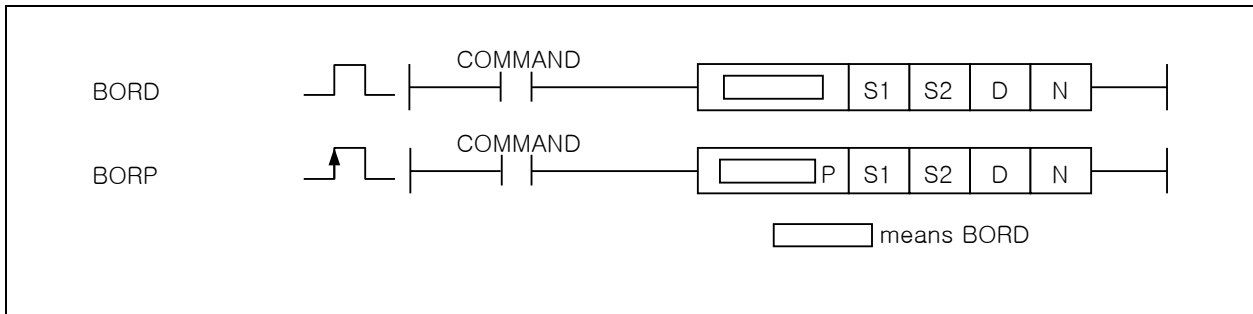 COMMAND
BORD S1 S2 D N
COMMAND
BORP P S1 S2 D N
means BORD